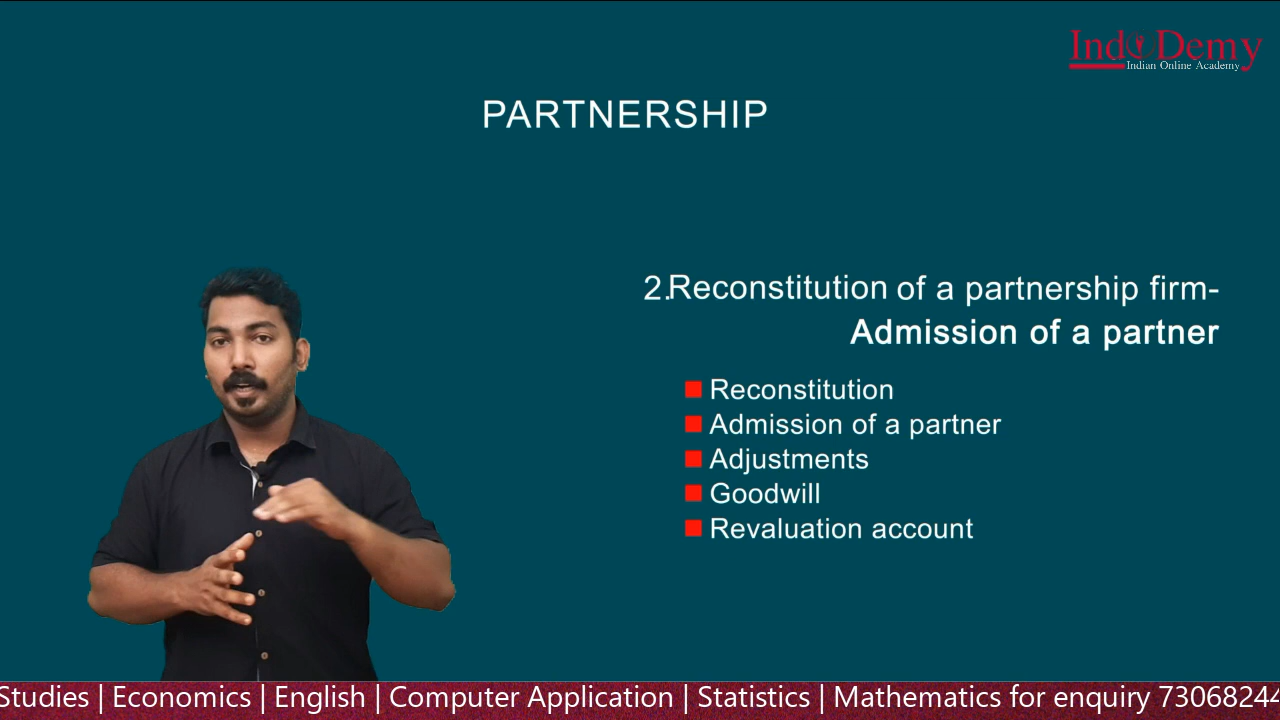 IndoDemy
Indian Online Academy
PARTNERSHIP
2.Reconstitution of a partnership firm-
Admission of a partner
Reconstitution
Admission of a partner
Adjustments
Goodwill
Revaluation account
Studies | Economics | English | Computer Application | Statistics | Mathematics for enquiry 73068244